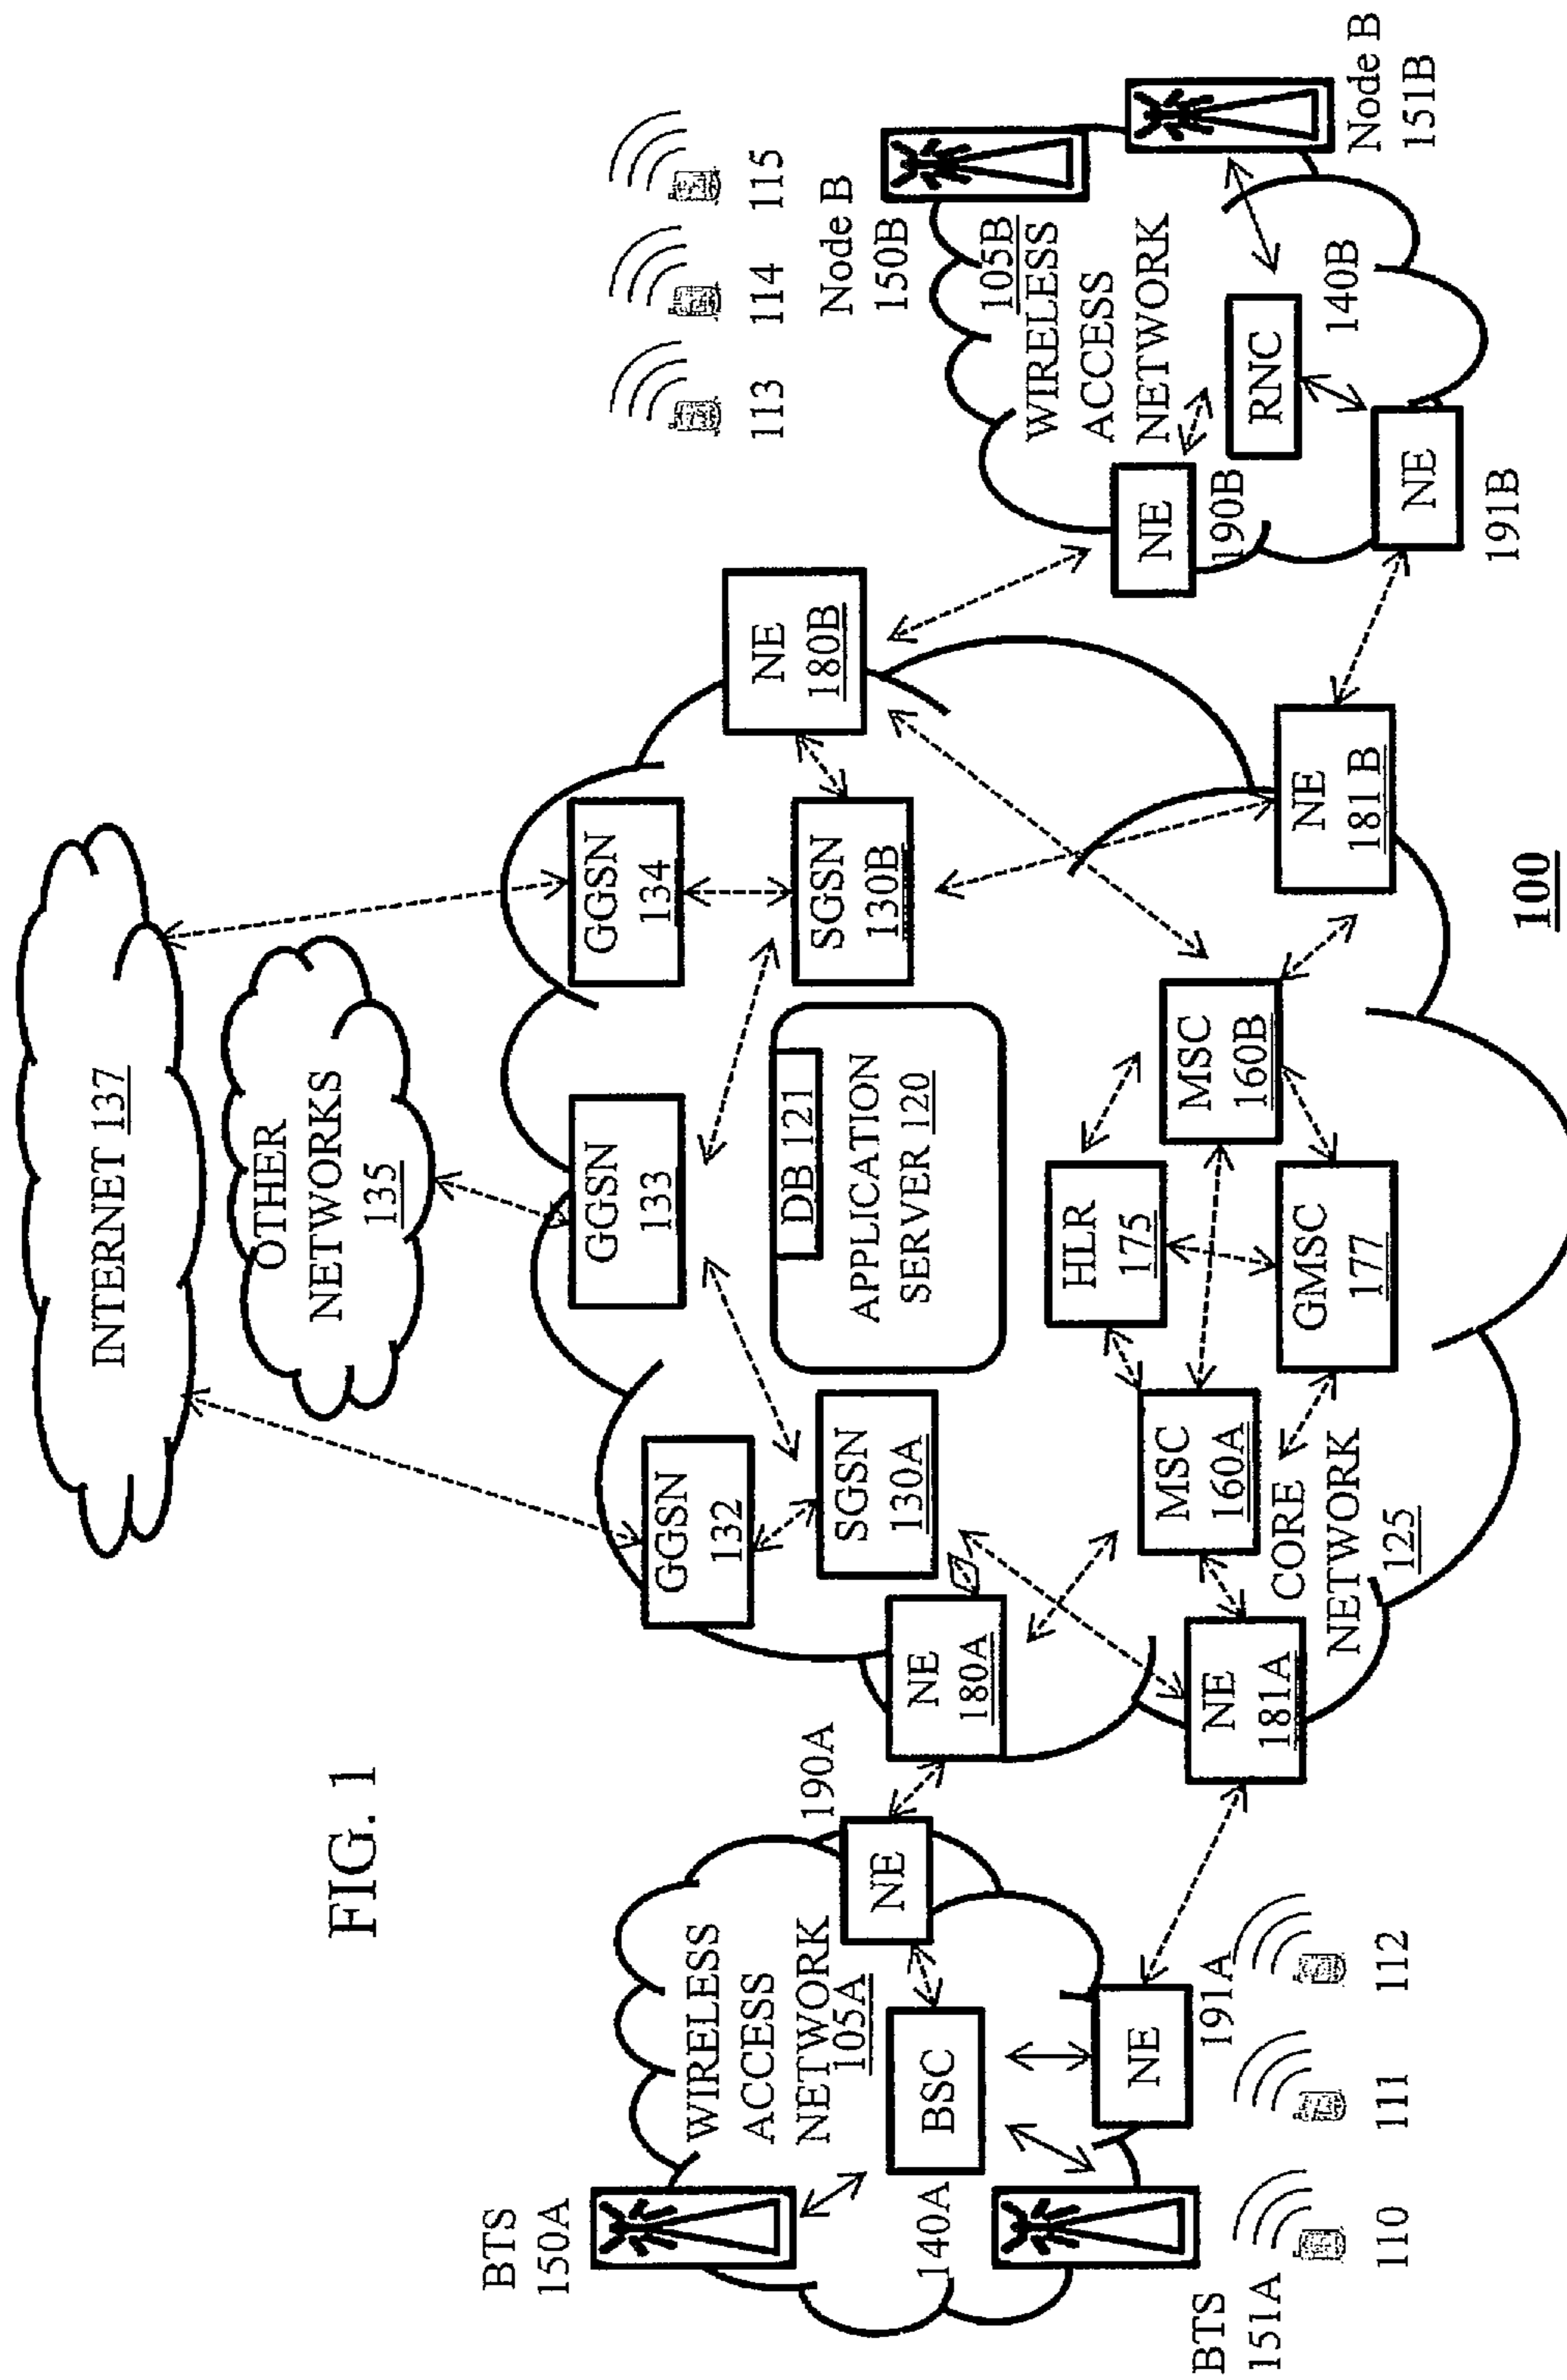 FIG. 1
INTERNET 137
OTHER
NETWORKS
135
BTS
150A
WIRELESS
ACCESS
NETWORK
105A
BSC
140A
BTS
151A
NE
190A
NE
191A
110
111
112
GGSN
132
GGSN
133
GGSN
134
SGSN
130A
SGSN
130B
DB 121
APPLICATION
SERVER 120
NE
180A
NE
181A
NE
180B
NE
181B
MSC
160A
HLR
175
MSC
160B
GMSC
177
CORE
NETWORK
125
113
114
115
Node B
150B
105B
WIRELESS
ACCESS
NETWORK
NE
190B
RNC
140B
NE
191B
Node B
151B
100